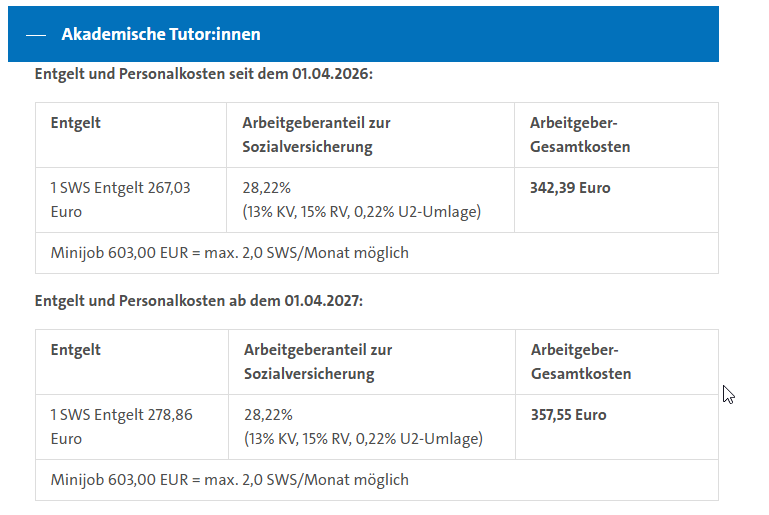 Akademische Tutor:innen
Entgelt und Personalkosten seit dem 01.04.2026:
Entgelt
Arbeitgeberanteil zur
Sozialversicherung
Arbeitgeber-
Gesamtkosten
1 SWS Entgelt 267,03
Euro
28,22%
(13% KV, 15% RV, 0,22% U2-Umlage)
342,39 Euro
Minijob 603,00 EUR = max. 2,0 SWS/Monat möglich
Entgelt und Personalkosten ab dem 01.04.2027:
Entgelt
Arbeitgeberanteil zur
Sozialversicherung
Arbeitgeber-
Gesamtkosten
1 SWS Entgelt 278,86
Euro
28,22%
(13% KV, 15% RV, 0,22% U2-Umlage)
357,55 Euro
Minijob 603,00 EUR = max. 2,0 SWS/Monat möglich